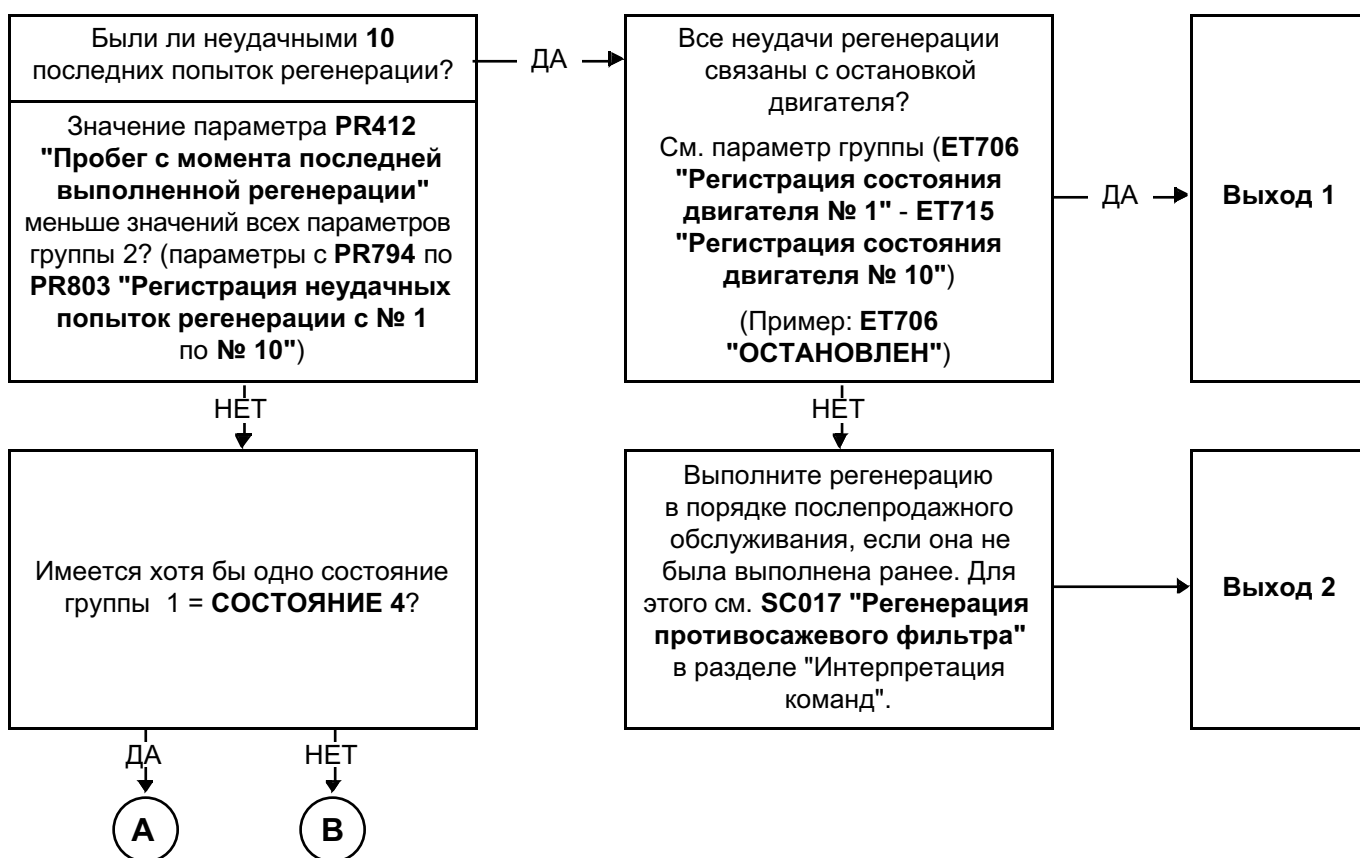 Были ли неудачными 10
последних попыток регенерации?
Значение параметра PR412
"Пробег с момента последней
выполненной регенерации"
меньше значений всех параметров
группы 2? (параметры с PR794 по
PR803 "Регистрация неудачных
попыток регенерации с № 1
по № 10")
ДА
Все неудачи регенерации
связаны с остановкой
двигателя?
См. параметр группы (ET706
"Регистрация состояния
двигателя № 1" - ET715
"Регистрация состояния
двигателя № 10")
(Пример: ET706
"ОСТАНОВЛЕН")
ДА
Выход 1
НЕТ
НЕТ
Имеется хотя бы одно состояние
группы 1 = СОСТОЯНИЕ 4?
Выполните регенерацию
в порядке послепродажного
обслуживания, если она не
была выполнена ранее. Для
этого см. SC017 "Регенерация
противосажевого фильтра"
в разделе "Интерпретация
команд".
Выход 2
ДА
НЕТ
A
B